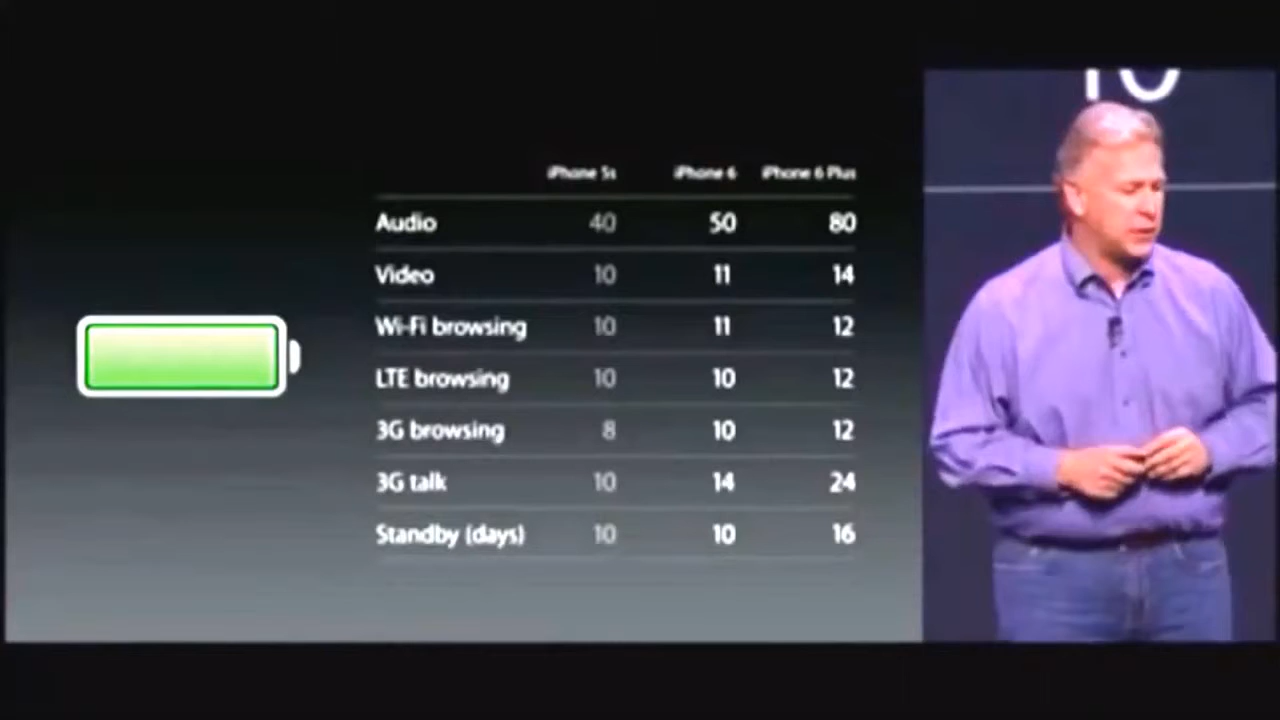 10
iPhone 5s iPhone 6 iPhone 6 Plus
Audio 40 50 80
Video 10 11 14
Wi-Fi browsing 10 11 12
LTE browsing 10 10 12
3G browsing 8 10 12
3G talk 10 14 24
Standby (days) 10 10 16